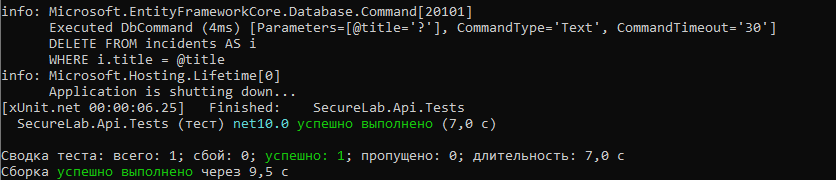 info: Microsoft.EntityFrameworkCore.Database.Command[20101]
Executed DbCommand (4ms) [Parameters=[@title='?'], CommandType='Text', CommandTimeout='30']
DELETE FROM incidents AS i
WHERE i.title = @title
info: Microsoft.Hosting.Lifetime[0]
Application is shutting down...
[xUnit.net 00:00:06.25]   Finished:    SecureLab.Api.Tests
SecureLab.Api.Tests (тест) net10.0 успешно выполнено (7,0 с)
Сводка теста: всего: 1; сбой: 0; успешно: 1; пропущено: 0; длительность: 7,0 с
Сборка успешно выполнено через 9,5 с